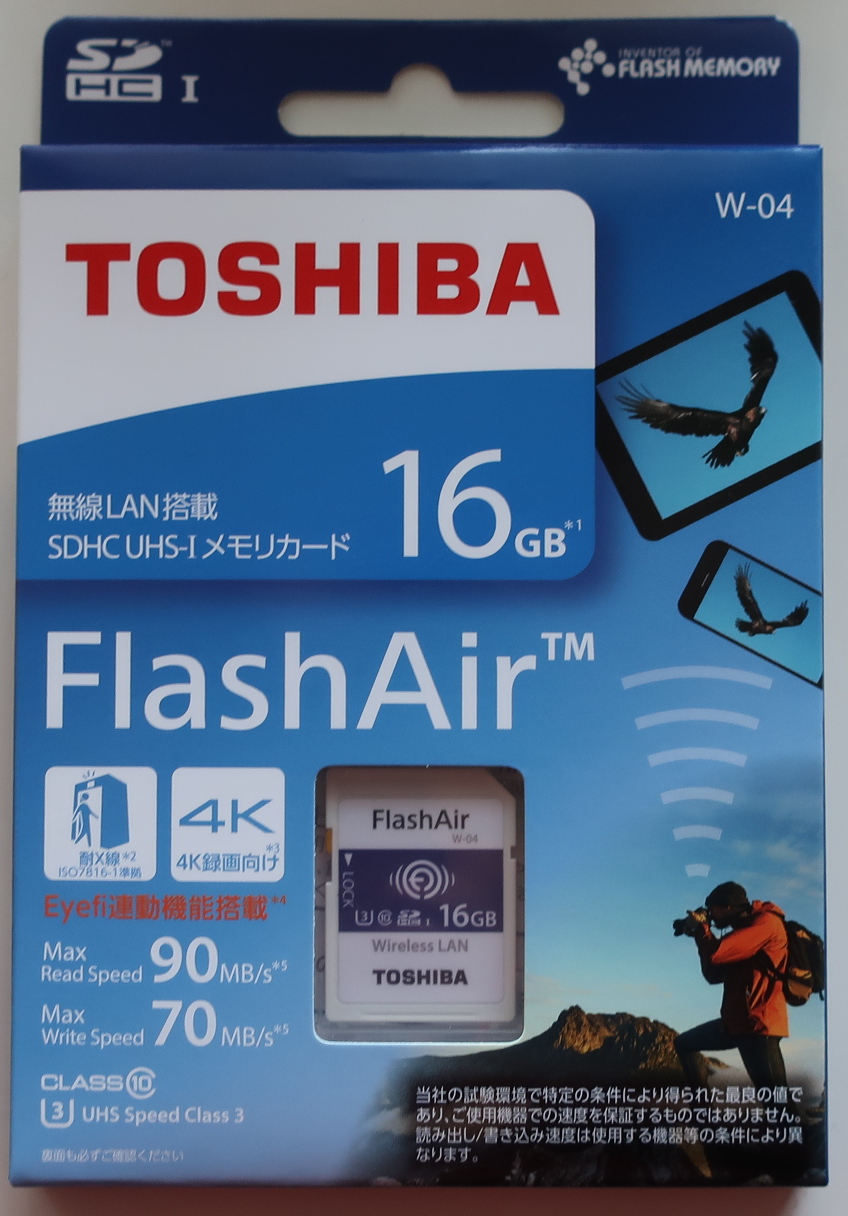 SD HC I
INVENTOR OF
FLASH MEMORY
W-04
TOSHIBA
無線LAN搭載
SDHC UHS-I メモリカード
16GB*1
FlashAir™
耐X線*2
ISO7816-1準拠
4K
4K録画向け*3
Eyefi連動機能搭載*4
Max
Read Speed 90MB/s*5
Max
Write Speed 70MB/s*5
CLASS10
3 UHS Speed Class 3
裏面も必ずご確認ください
FlashAir
W-04
LOCK
3 10 SD HC I 16GB
Wireless LAN
TOSHIBA
当社の試験環境で特定の条件により得られた最良の値で
あり、ご使用機器での速度を保証するものではありません。
読み出し/書き込み速度は使用する機器等の条件により異
なります。